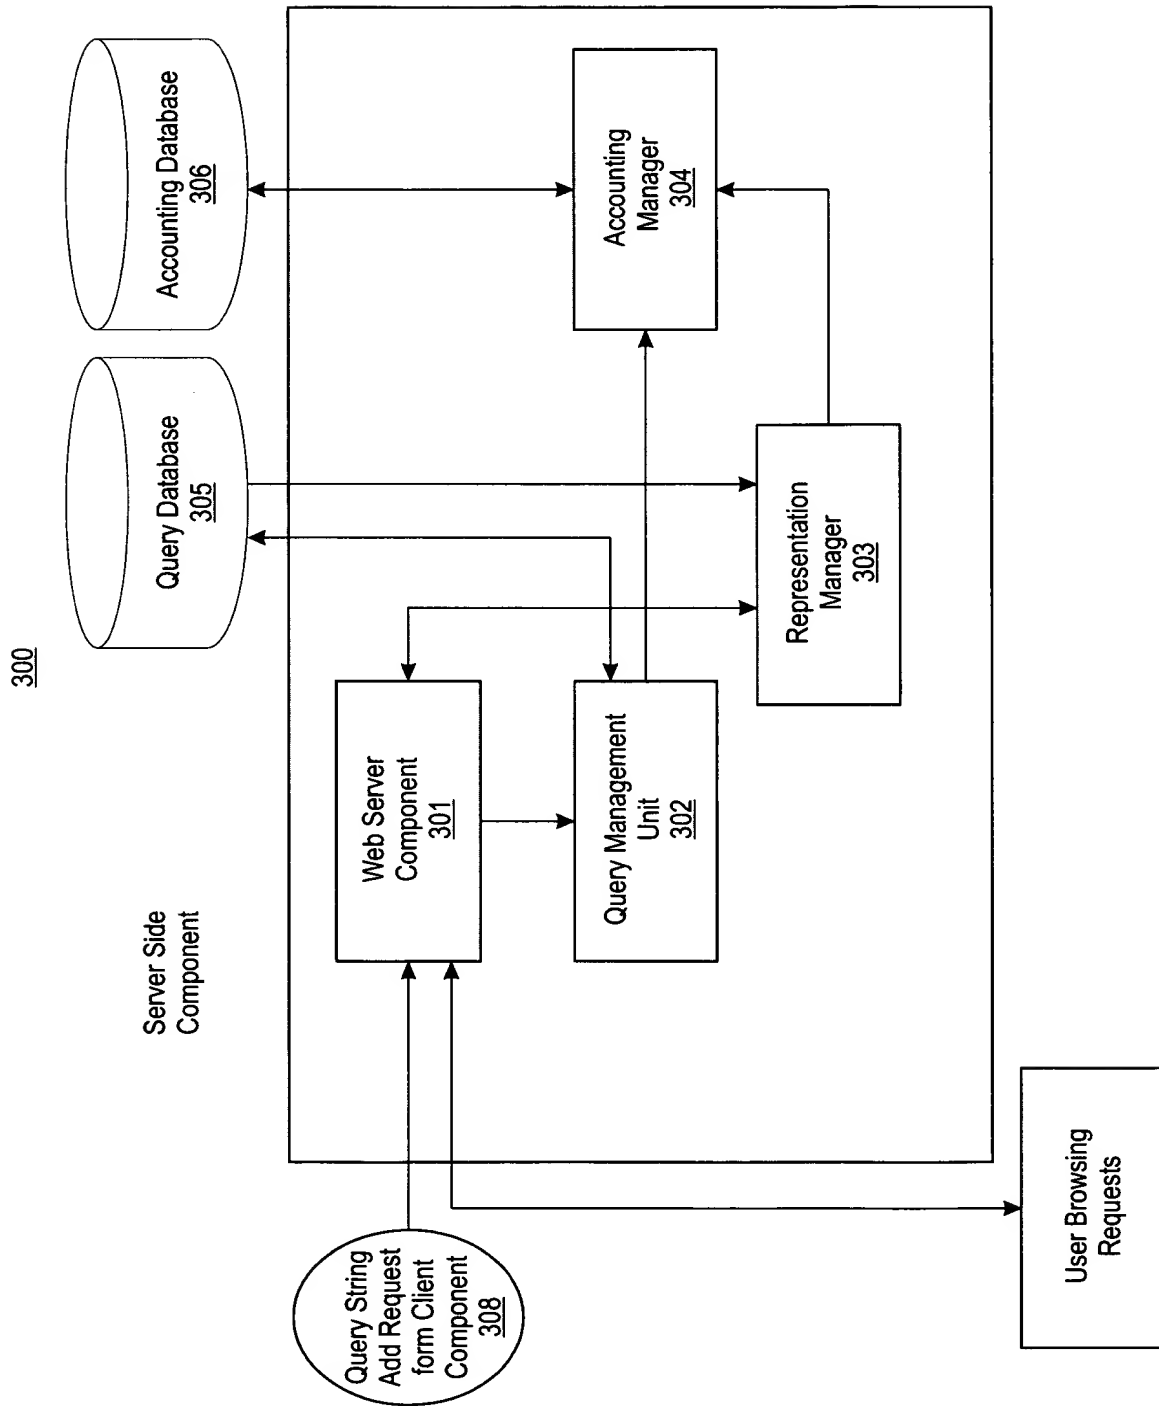 300
Server Side
Component
Query Database
305
Accounting Database
306
Query String
Add Request
form Client
Component
308
Web Server
Component
301
Query Management
Unit
302
Accounting
Manager
304
Representation
Manager
303
User Browsing
Requests